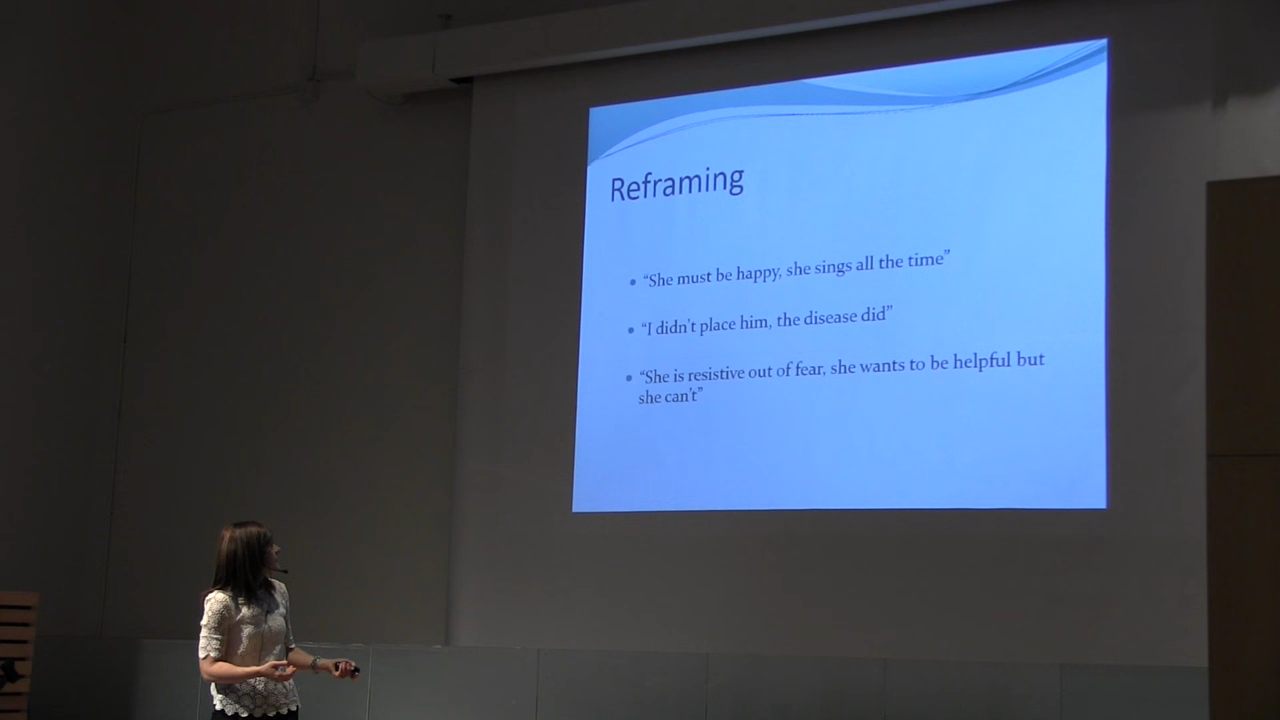 Reframing
“She must be happy, she sings all the time”
“I didn't place him, the disease did”
“She is resistive out of fear, she wants to be helpful but
she can't”